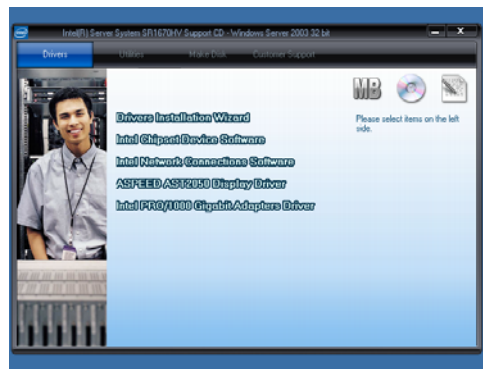 Intel(R) Server System SR1670HV Support CD - Windows Server 2003 32 bit
Drivers
Utilities
Make Disk
Customer Support
MB
Please select items on the left
side.
Drivers Installation Wizard
Intel Chipset Device Software
Intel Network Connections Software
ASPEED AST2050 Display Driver
Intel PRO/1000 Gigabit Adapters Driver